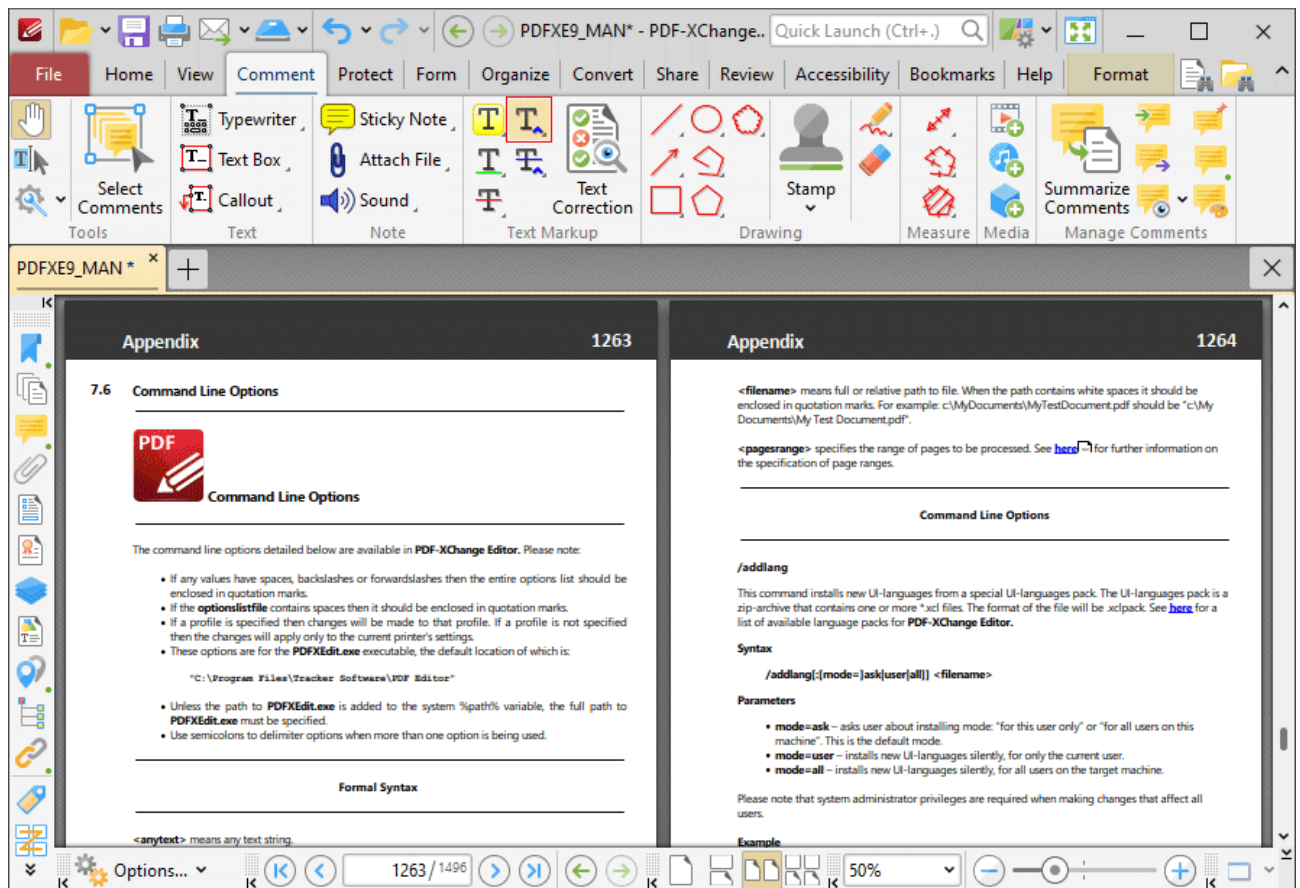 PDFXE9_MAN* - PDF-XChange..
Quick Launch (Ctrl+.)
File
Home
View
Comment
Protect
Form
Organize
Convert
Share
Review
Accessibility
Bookmarks
Help
Format
Typewriter
Sticky Note
Text Box
Attach File
Callout
Sound
Select
Comments
Text
Correction
Stamp
Summarize
Comments
Tools
Text
Note
Text Markup
Drawing
Measure
Media
Manage Comments
PDFXE9_MAN *
Appendix 1263
7.6 Command Line Options
PDF
Command Line Options
The command line options detailed below are available in PDF-XChange Editor. Please note:
• If any values have spaces, backslashes or forwardslashes then the entire options list should be
enclosed in quotation marks.
• If the optionslistfile contains spaces then it should be enclosed in quotation marks.
• If a profile is specified then changes will be made to that profile. If a profile is not specified
then the changes will apply only to the current printer's settings.
• These options are for the PDFXEdit.exe executable, the default location of which is:
"C:\Program Files\Tracker Software\PDF Editor"
• Unless the path to PDFXEdit.exe is added to the system %path% variable, the full path to
PDFXEdit.exe must be specified.
• Use semicolons to delimiter options when more than one option is being used.
Formal Syntax
<anytext> means any text string.
Appendix 1264
<filename> means full or relative path to file. When the path contains white spaces it should be
enclosed in quotation marks. For example: c:\MyDocuments\MyTestDocument.pdf should be "c:\My
Documents\My Test Document.pdf".
<pagesrange> specifies the range of pages to be processed. See here for further information on
the specification of page ranges.
Command Line Options
/addlang
This command installs new UI-languages from a special UI-languages pack. The UI-languages pack is a
zip-archive that contains one or more *.xcl files. The format of the file will be .xclpack. See here for a
list of available language packs for PDF-XChange Editor.
Syntax
/addlang[:[mode=]ask|user|all]] <filename>
Parameters
• mode=ask – asks user about installing mode: "for this user only" or "for all users on this
machine". This is the default mode.
• mode=user – installs new UI-languages silently, for only the current user.
• mode=all – installs new UI-languages silently, for all users on the target machine.
Please note that system administrator privileges are required when making changes that affect all
users.
Example
Options...
1263 / 1496
50%